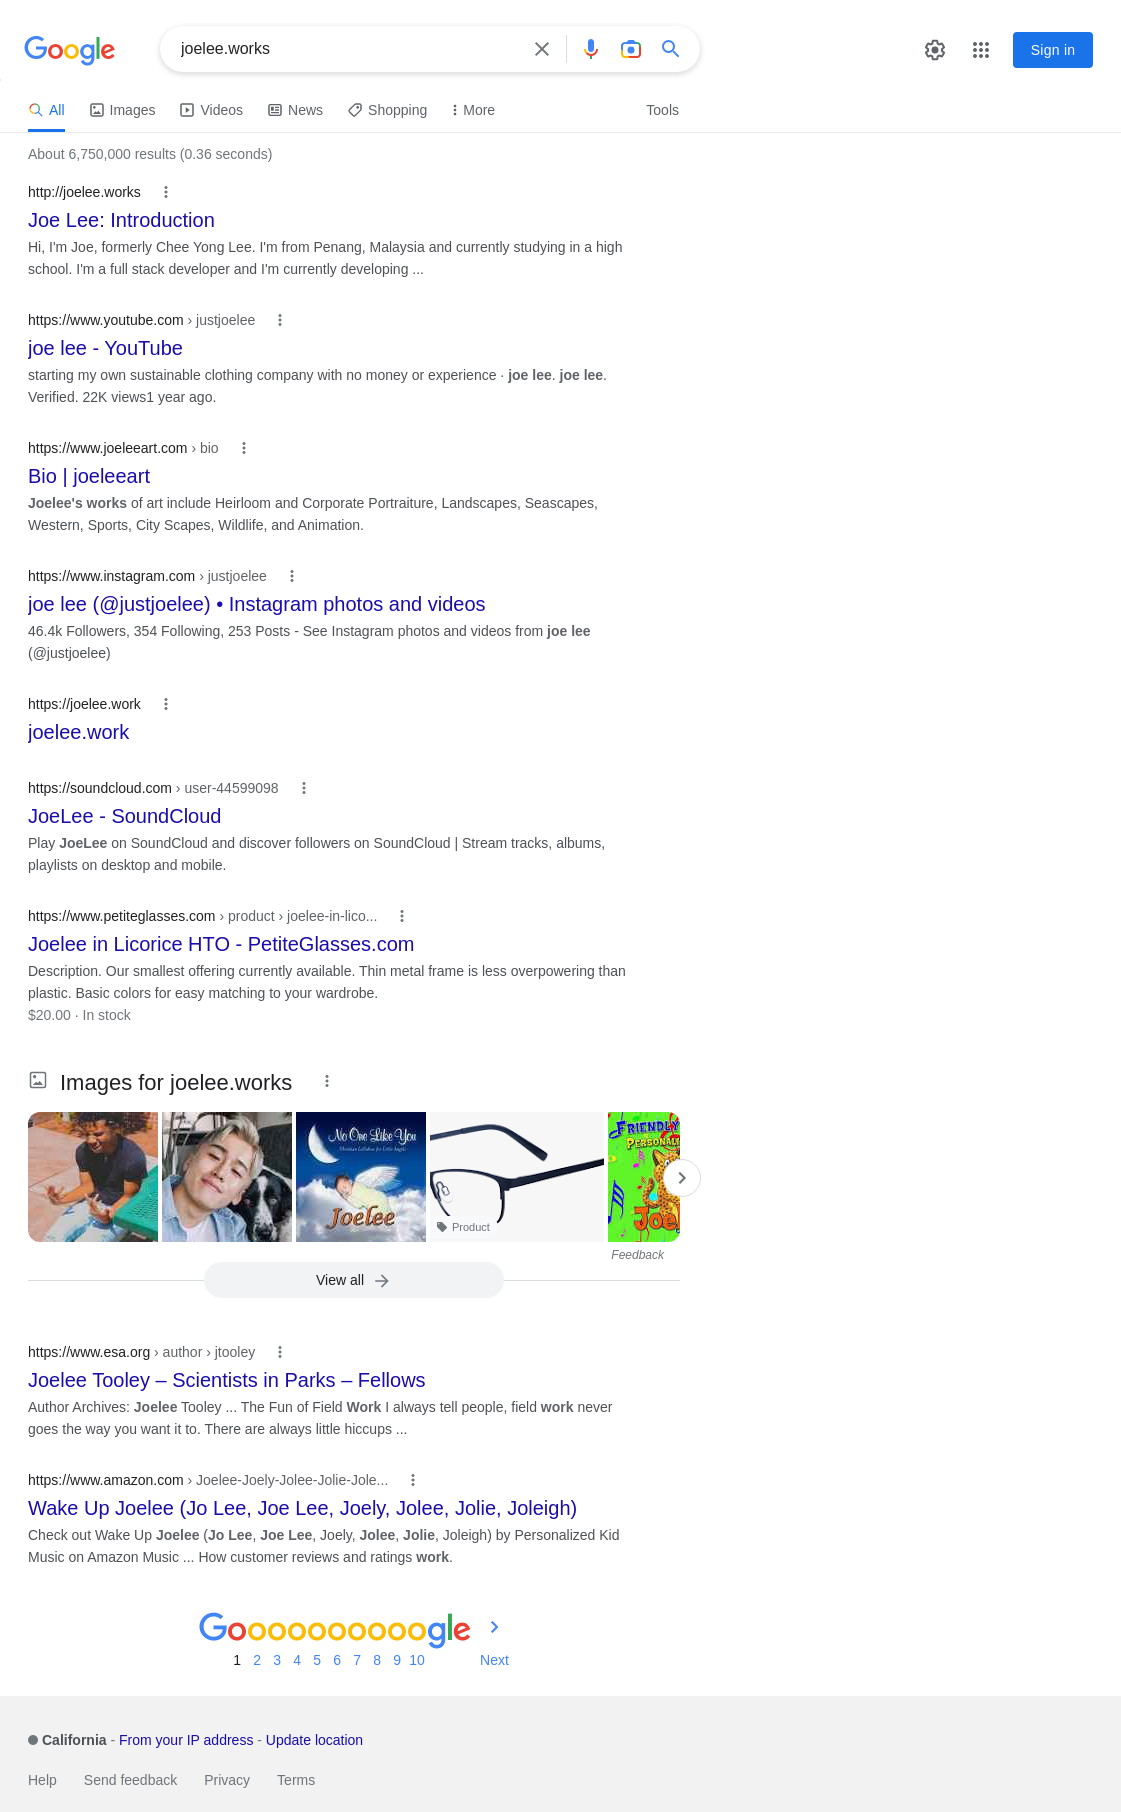 Google
joelee.works
Sign in
All
Images
Videos
News
Shopping
More
Tools
About 6,750,000 results (0.36 seconds)
http://joelee.works
Joe Lee: Introduction
Hi, I'm Joe, formerly Chee Yong Lee. I'm from Penang, Malaysia and currently studying in a high
school. I'm a full stack developer and I'm currently developing ...
https://www.youtube.com › justjoelee
joe lee - YouTube
starting my own sustainable clothing company with no money or experience · joe lee. joe lee.
Verified. 22K views1 year ago.
https://www.joeleeart.com › bio
Bio | joeleeart
Joelee's works of art include Heirloom and Corporate Portraiture, Landscapes, Seascapes,
Western, Sports, City Scapes, Wildlife, and Animation.
https://www.instagram.com › justjoelee
joe lee (@justjoelee) • Instagram photos and videos
46.4k Followers, 354 Following, 253 Posts - See Instagram photos and videos from joe lee
(@justjoelee)
https://joelee.work
joelee.work
https://soundcloud.com › user-44599098
JoeLee - SoundCloud
Play JoeLee on SoundCloud and discover followers on SoundCloud | Stream tracks, albums,
playlists on desktop and mobile.
https://www.petiteglasses.com › product › joelee-in-lico...
Joelee in Licorice HTO - PetiteGlasses.com
Description. Our smallest offering currently available. Thin metal frame is less overpowering than
plastic. Basic colors for easy matching to your wardrobe.
$20.00 · In stock
Images for joelee.works
No One Like You
Christian Lullabies for Little Angels
Joelee
Product
FRIENDLY
PERSONAL
Joe
Feedback
View all
https://www.esa.org › author › jtooley
Joelee Tooley – Scientists in Parks – Fellows
Author Archives: Joelee Tooley ... The Fun of Field Work I always tell people, field work never
goes the way you want it to. There are always little hiccups ...
https://www.amazon.com › Joelee-Joely-Jolee-Jolie-Jole...
Wake Up Joelee (Jo Lee, Joe Lee, Joely, Jolee, Jolie, Joleigh)
Check out Wake Up Joelee (Jo Lee, Joe Lee, Joely, Jolee, Jolie, Joleigh) by Personalized Kid
Music on Amazon Music ... How customer reviews and ratings work.
Goooooooooogle
1 2 3 4 5 6 7 8 9 10 Next
California - From your IP address - Update location
Help Send feedback Privacy Terms